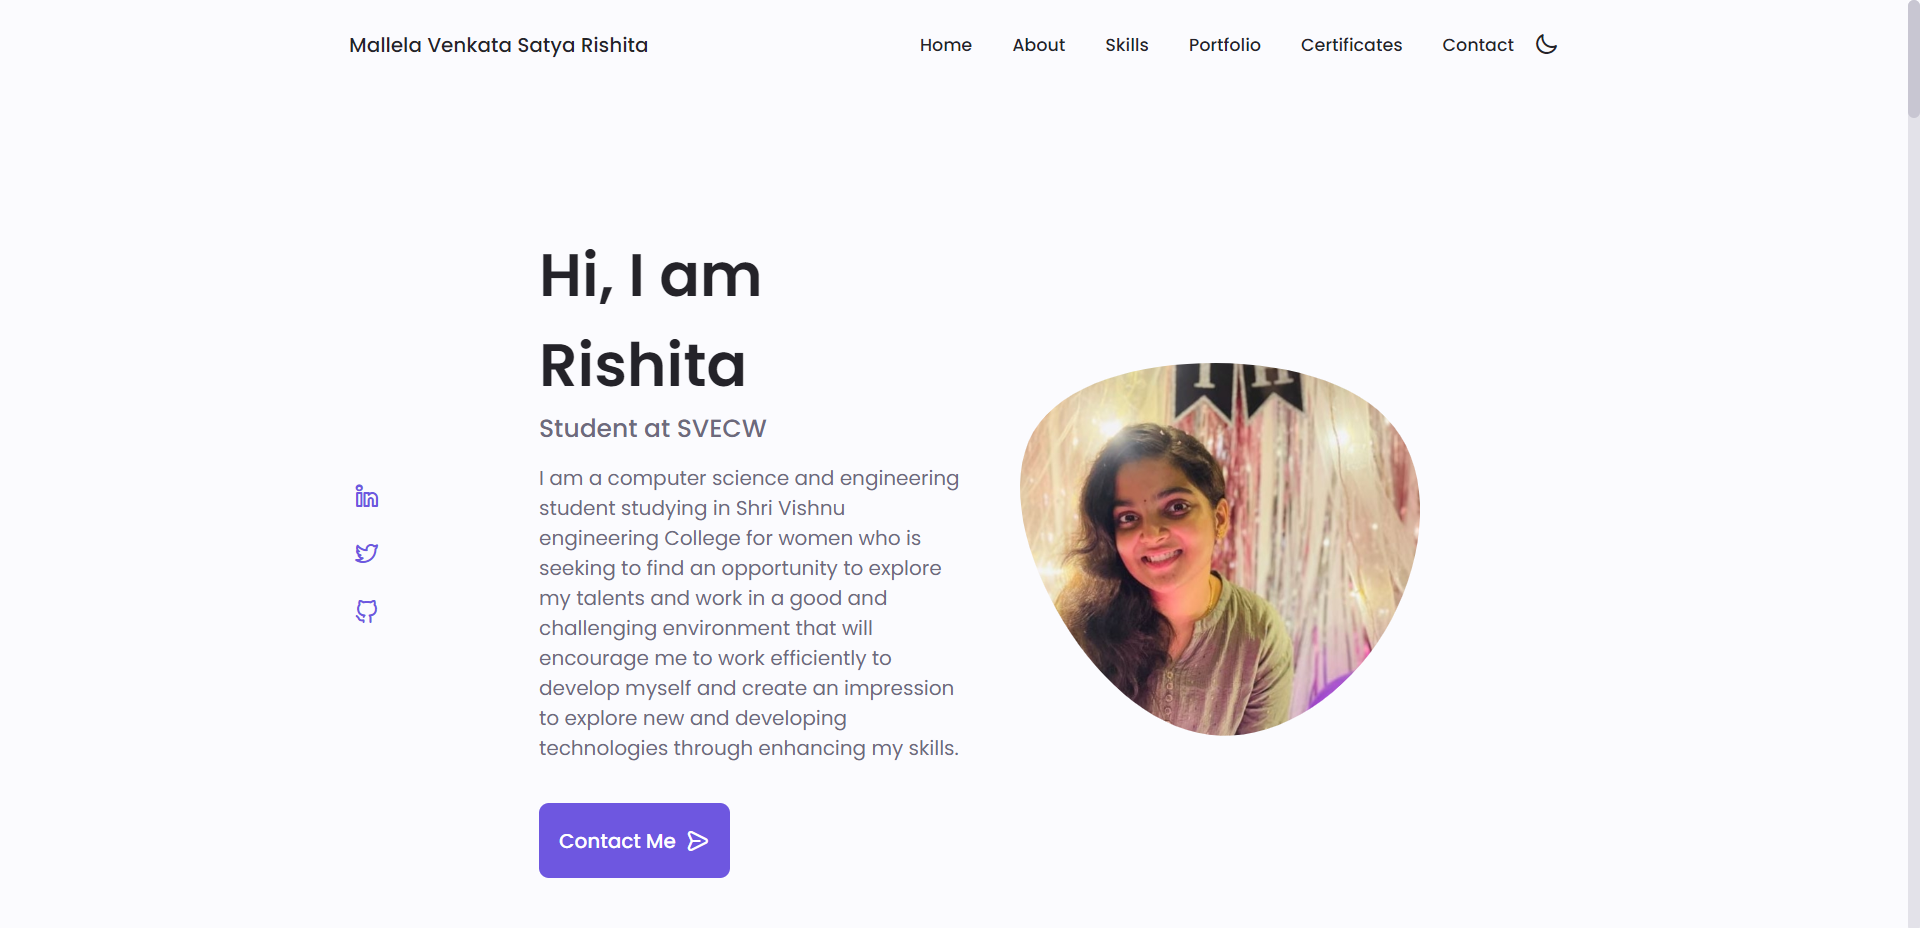 Mallela Venkata Satya Rishita
Home About Skills Portfolio Certificates Contact
Hi, I am
Rishita
Student at SVECW
I am a computer science and engineering
student studying in Shri Vishnu
engineering College for women who is
seeking to find an opportunity to explore
my talents and work in a good and
challenging environment that will
encourage me to work efficiently to
develop myself and create an impression
to explore new and developing
technologies through enhancing my skills.
Contact Me